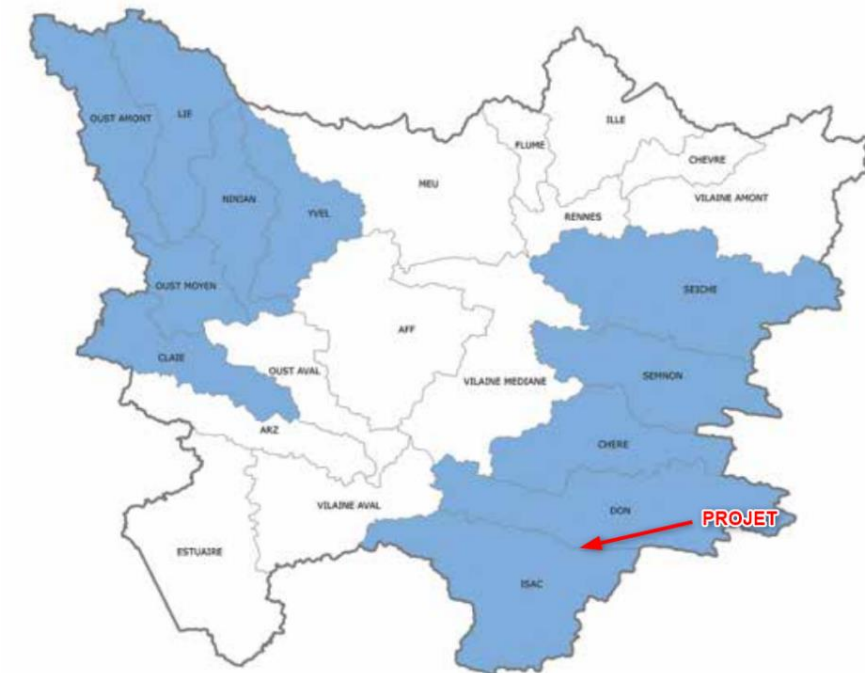 OUST AMONT
LIE
ILLE
FLUME
CHEVRE
MEU
NINIAN
YVEL
RENNES
VILAINE AMONT
OUST MOYEN
SEICHE
AFF
CLAIE
OUST AVAL
VILAINE MEDIANE
SEMNON
ARZ
CHERE
VILAINE AVAL
DON
PROJET
ESTUAIRE
ISAC